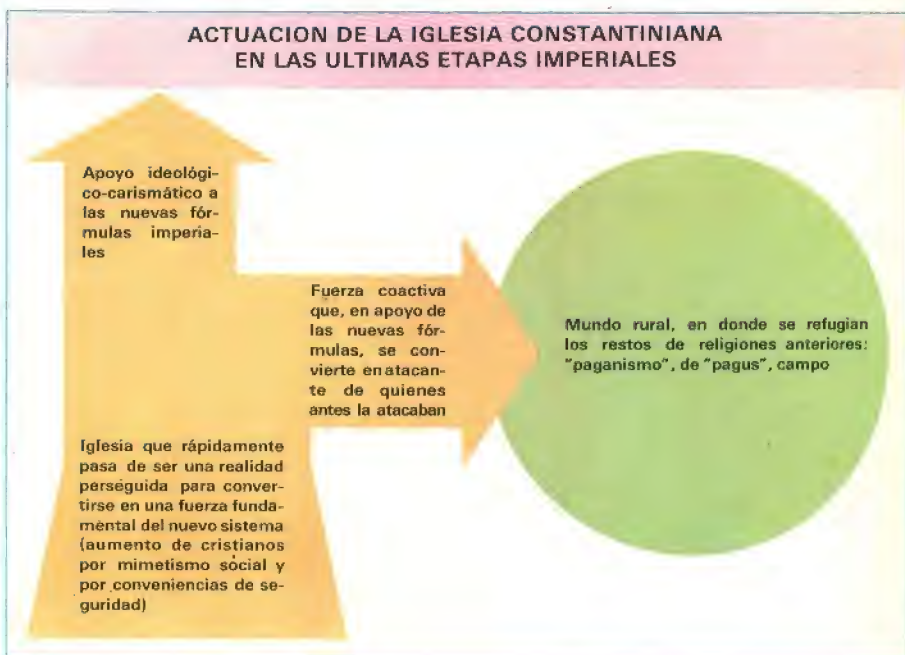 ACTUACION DE LA IGLESIA CONSTANTINIANA
EN LAS ULTIMAS ETAPAS IMPERIALES
Apoyo ideológi-
co-carismático a
las nuevas fór-
mulas imperia-
les
Fuerza coactiva
que, en apoyo de
las nuevas fór-
mulas, se con-
vierte en atacan-
te de quienes
antes la atacaban
Mundo rural, en donde se refugian
los restos de religiones anteriores:
"paganismo", de "pagus", campo
Iglesia que rápidamente
pasa de ser una realidad
perseguida para conver-
tirse en una fuerza funda-
mental del nuevo sistema
(aumento de cristianos
por mimetismo social y
por conveniencias de se-
guridad)